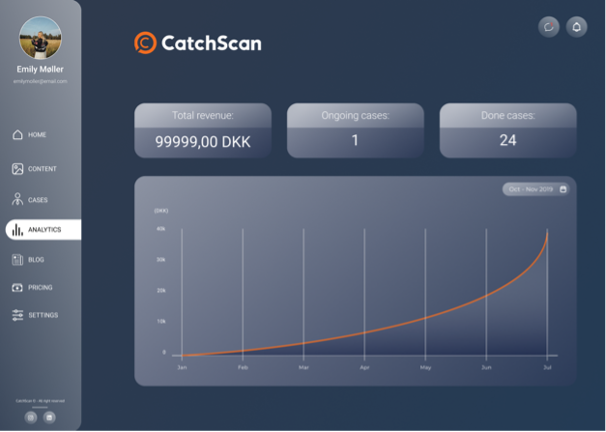 CatchScan
Emily Møller
emilymoller@email.com
HOME
CONTENT
CASES
ANALYTICS
BLOG
PRICING
SETTINGS
CatchScan © · All right reserved
Total revenue:
99999,00 DKK
Ongoing cases:
1
Done cases:
24
Oct - Nov 2019
(DKK)
40k
30k
20k
10k
0
Jan Feb Mar Apr May Jun Jul